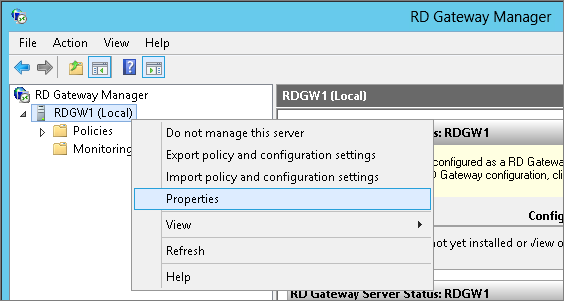 RD Gateway Manager
File Action View Help
RD Gateway Manager
RDGW1 (Local)
Policies
Monitoring
RDGW1 (Local)
Do not manage this server
Export policy and configuration settings
Import policy and configuration settings
Properties
View
Refresh
Help
s: RDGW1
configured as a RD Gatewa
Gateway configuration, clic
Config
not yet installed or
RD Gateway Server Status: RDGW1